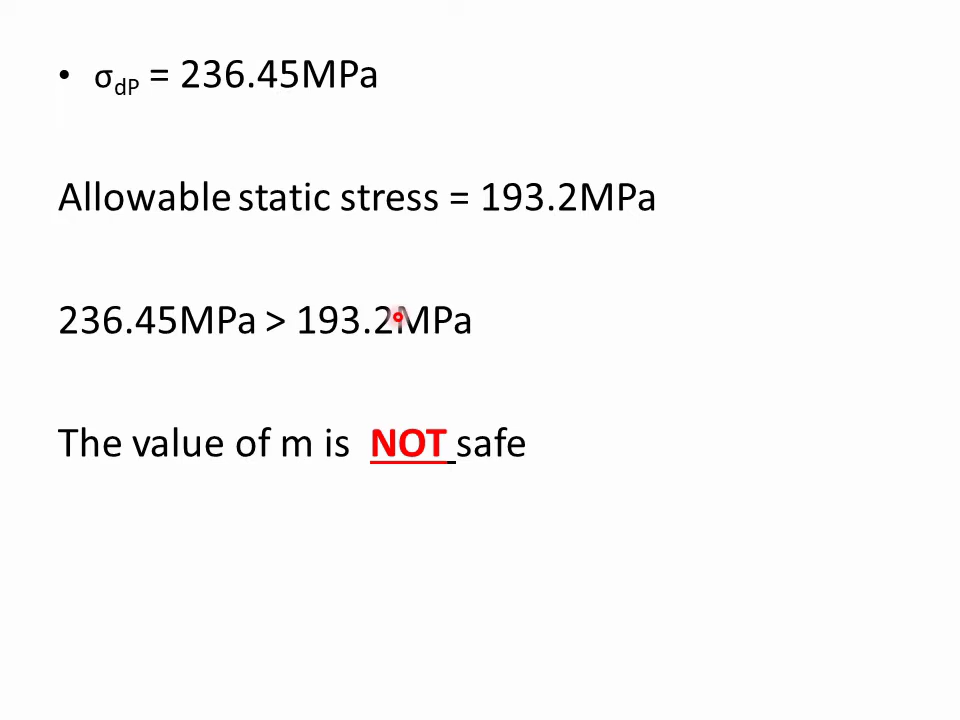 • σdP = 236.45MPa
Allowable static stress = 193.2MPa
236.45MPa > 193.2MPa
The value of m is NOT safe